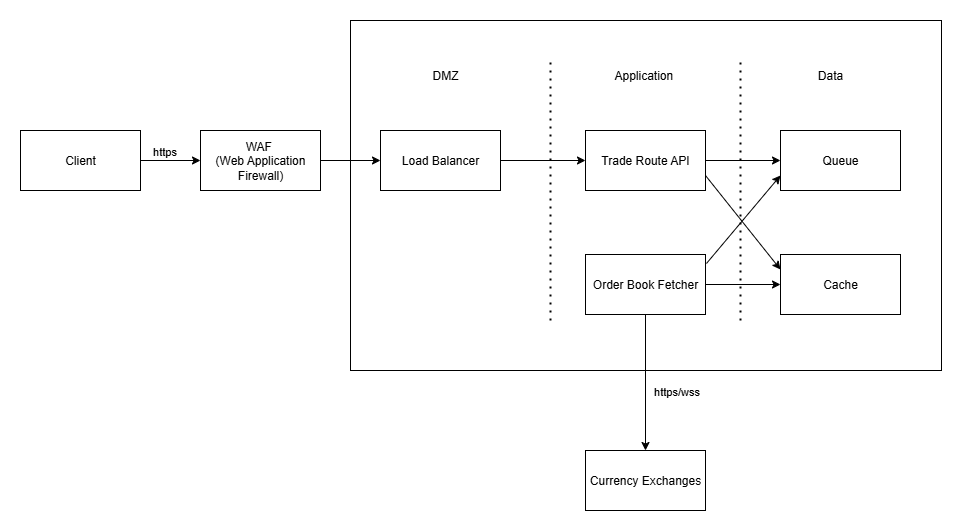 DMZ
Application
Data
Client
https
WAF
(Web Application
Firewall)
Load Balancer
Trade Route API
Queue
Order Book Fetcher
Cache
https/wss
Currency Exchanges